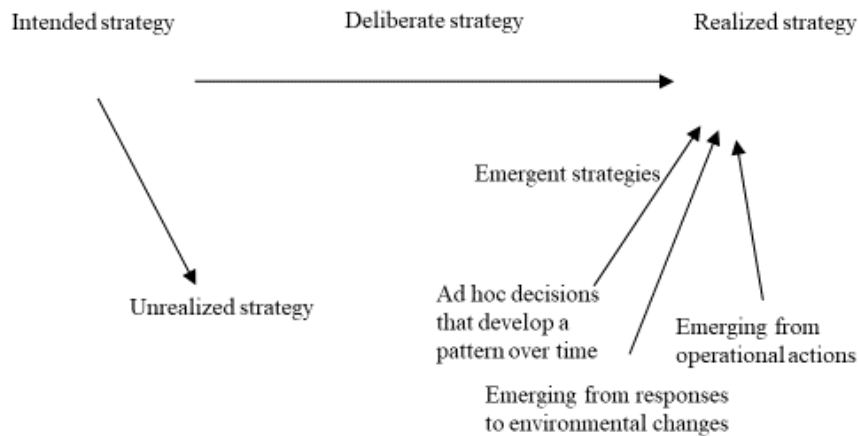 Intended strategy
Deliberate strategy
Realized strategy
Emergent strategies
Unrealized strategy
Ad hoc decisions
that develop a
pattern over time
Emerging from
operational actions
Emerging from responses
to environmental changes